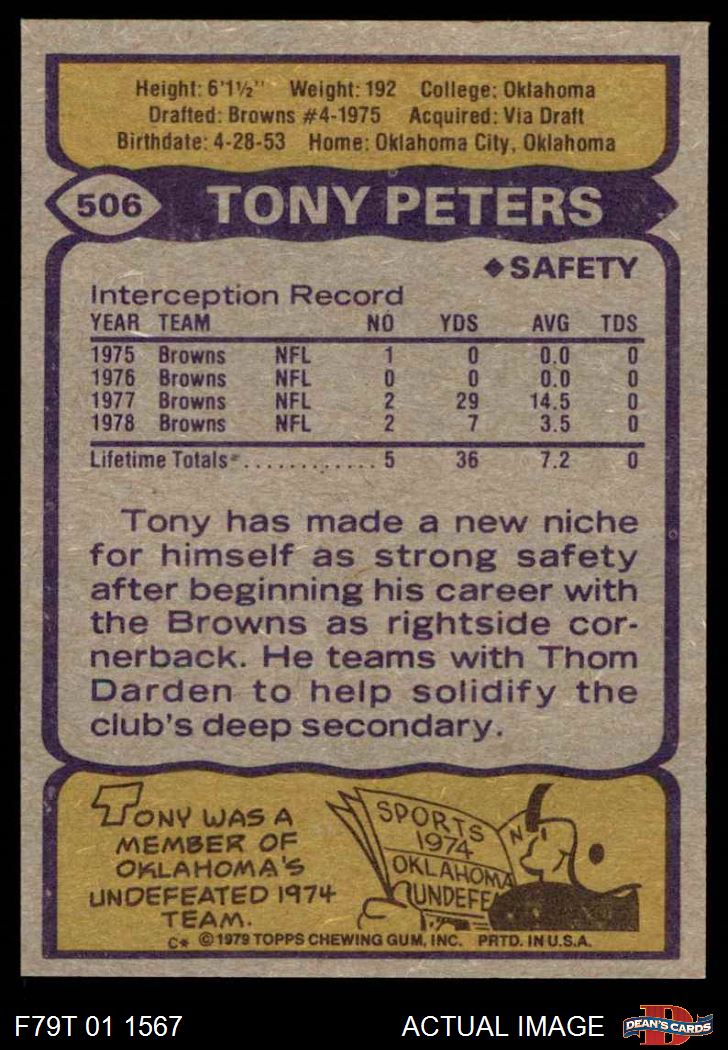 Height: 6'1½" Weight: 192 College: Oklahoma
Drafted: Browns #4-1975 Acquired: Via Draft
Birthdate: 4-28-53 Home: Oklahoma City, Oklahoma
506 TONY PETERS
◆SAFETY
Interception Record
YEAR TEAM NO YDS AVG TDS
1975 Browns NFL 1 0 0.0 0
1976 Browns NFL 0 0 0.0 0
1977 Browns NFL 2 29 14.5 0
1978 Browns NFL 2 7 3.5 0
Lifetime Totals............. 5 36 7.2 0
Tony has made a new niche
for himself as strong safety
after beginning his career with
the Browns as rightside cor-
nerback. He teams with Thom
Darden to help solidify the
club's deep secondary.
TONY WAS A
MEMBER OF
OKLAHOMA'S
UNDEFEATED 1974
TEAM.
SPORTS
1974
OKLAHOMA
UNDEFE
N
C* ©1979 TOPPS CHEWING GUM, INC. PRTD. IN U.S.A.
F79T 01 1567 ACTUAL IMAGE
D
DEAN'S CARDS